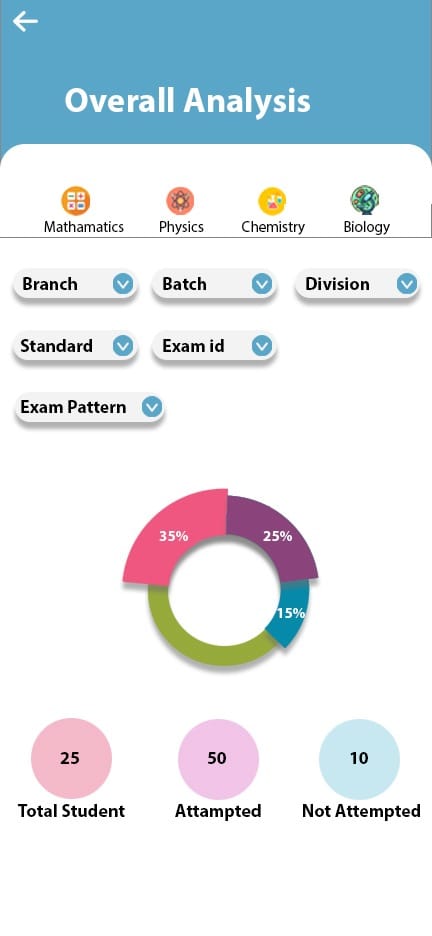 Overall Analysis
Mathamatics Physics Chemistry Biology
Branch Batch Division
Standard Exam id
Exam Pattern
35% 25%
15%
25 50 10
Total Student Attampted Not Attempted